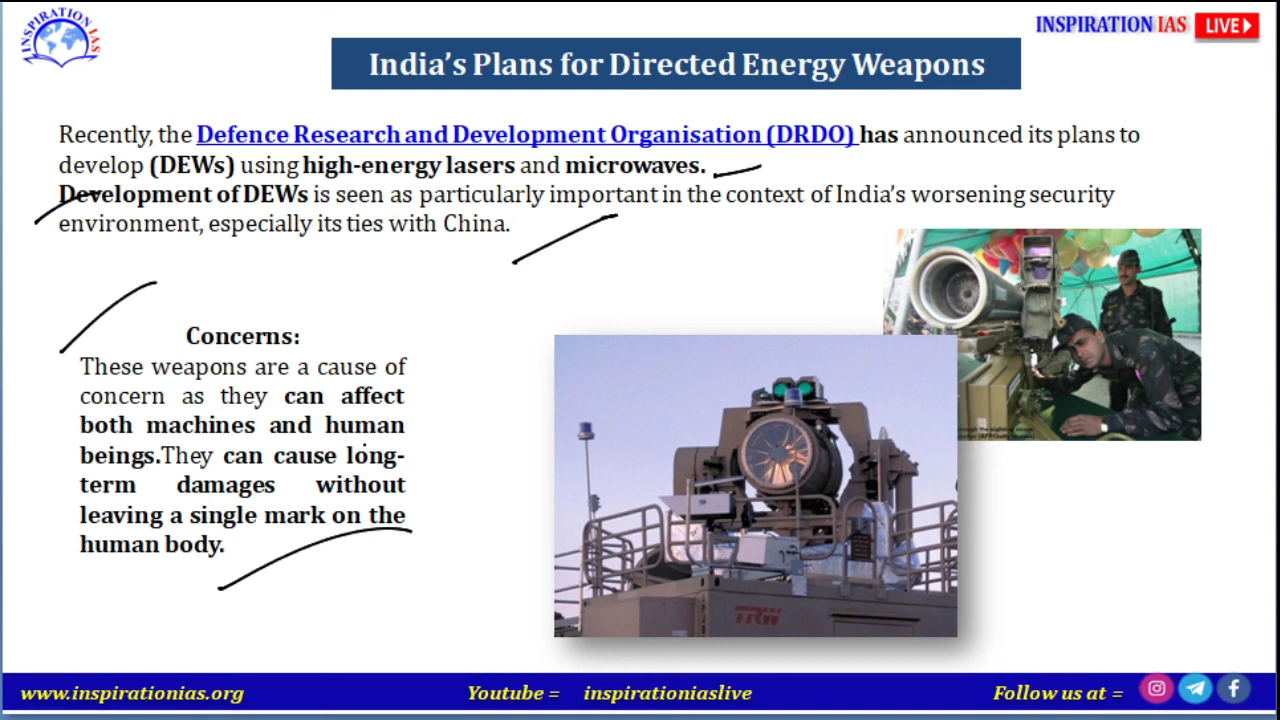 INSPIRATION IAS
INSPIRATION IAS LIVE
India's Plans for Directed Energy Weapons
Recently, the Defence Research and Development Organisation (DRDO) has announced its plans to
develop (DEWs) using high-energy lasers and microwaves.
Development of DEWs is seen as particularly important in the context of India's worsening security
environment, especially its ties with China.
Concerns:
These weapons are a cause of
concern as they can affect
both machines and human
beings.They can cause long-
term damages without
leaving a single mark on the
human body.
TRW
www.inspirationias.org
Youtube = inspirationiaslive
Follow us at =